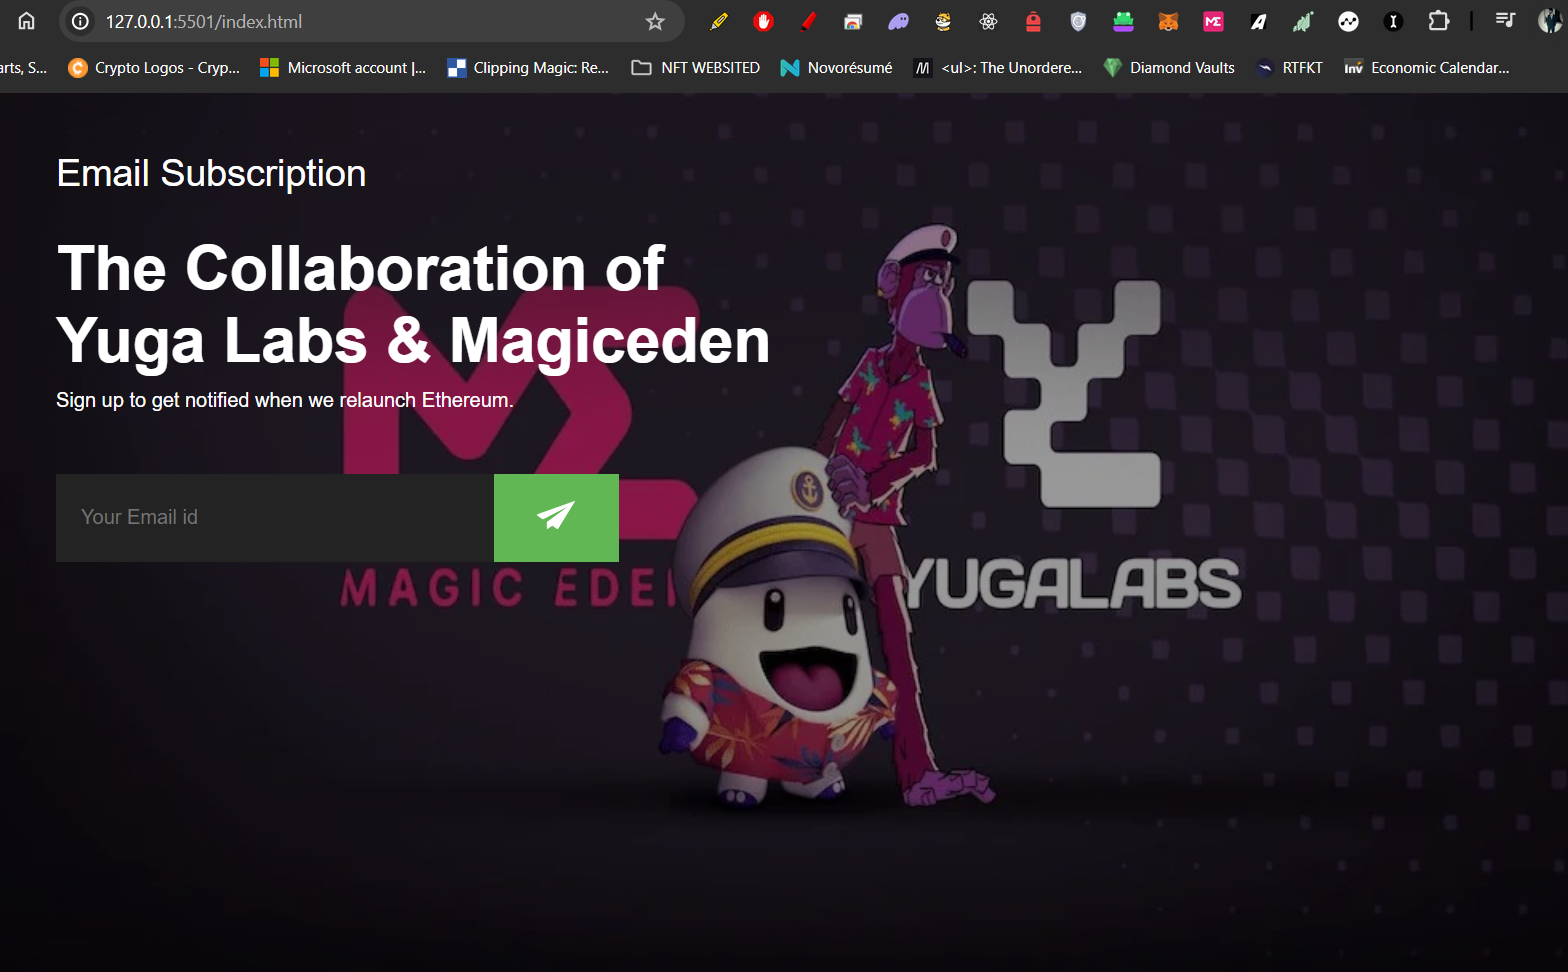 127.0.0.1:5501/index.html
arts, S... Crypto Logos - Cryp... Microsoft account |... Clipping Magic: Re... NFT WEBSITED Novorésumé <ul>: The Unordere... Diamond Vaults RTFKT Inv Economic Calendar...
Email Subscription
The Collaboration of
Yuga Labs & Magiceden
Sign up to get notified when we relaunch Ethereum.
Your Email id
MAGIC EDEN
YUGALABS